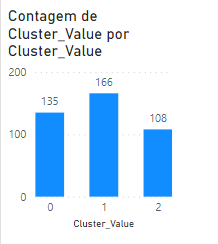 Contagem de
Cluster_Value por
Cluster_Value
200
166
135
108
100
0
0 1 2
Cluster_Value